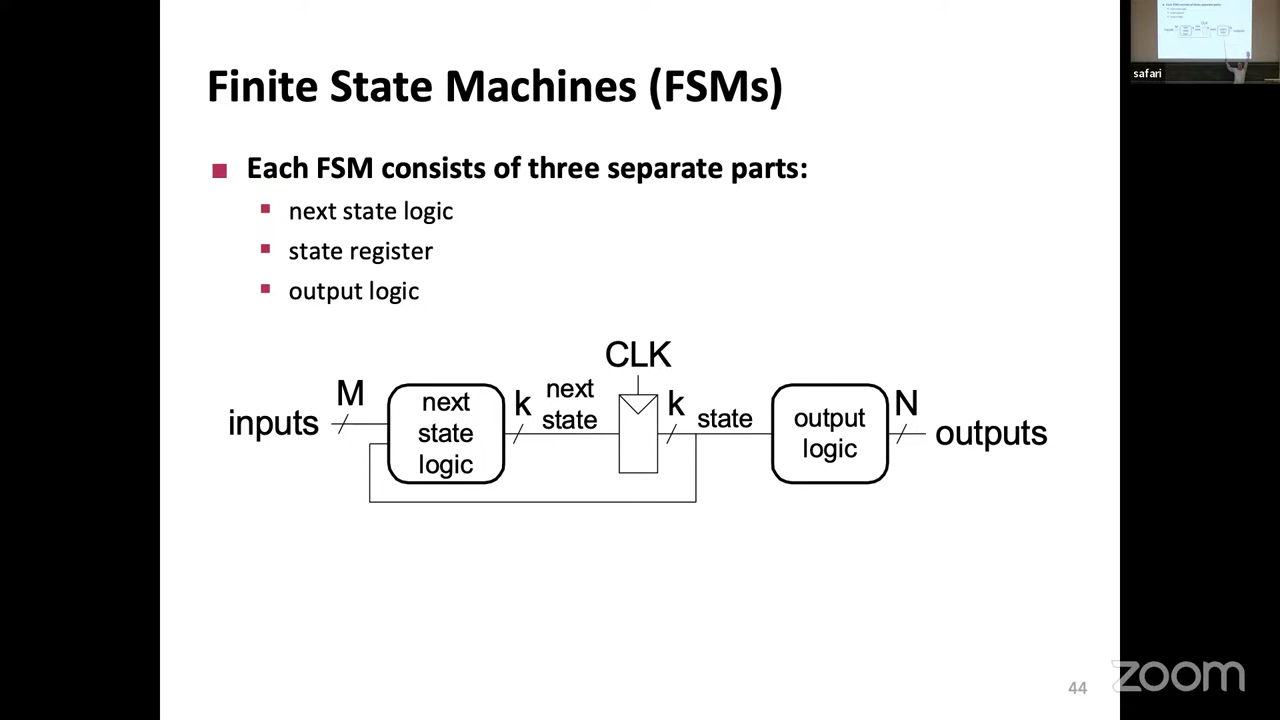 Finite State Machines (FSMs)
Each FSM consists of three separate parts:
next state logic
state register
output logic
CLK
inputs
M
next
state
logic
k
next
state
k
state
output
logic
N
outputs
44
zoom
safari